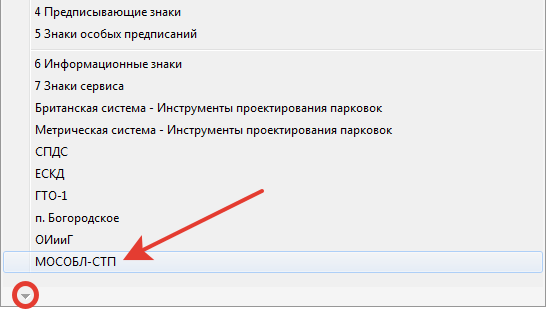 4 Предписывающие знаки
5 Знаки особых предписаний
6 Информационные знаки
7 Знаки сервиса
Британская система - Инструменты проектирования парковок
Метрическая система - Инструменты проектирования парковок
СПДС
ЕСКД
ГТО-1
п. Богородское
ОИииГ
МОСОБЛ-СТП